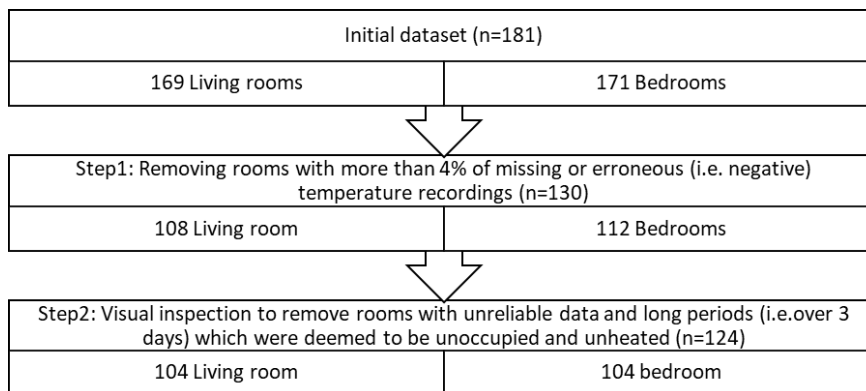 Initial dataset (n=181)
169 Living rooms
171 Bedrooms
Step1: Removing rooms with more than 4% of missing or erroneous (i.e. negative)
temperature recordings (n=130)
108 Living room
112 Bedrooms
Step2: Visual inspection to remove rooms with unreliable data and long periods (i.e.over 3
days) which were deemed to be unoccupied and unheated (n=124)
104 Living room
104 bedroom